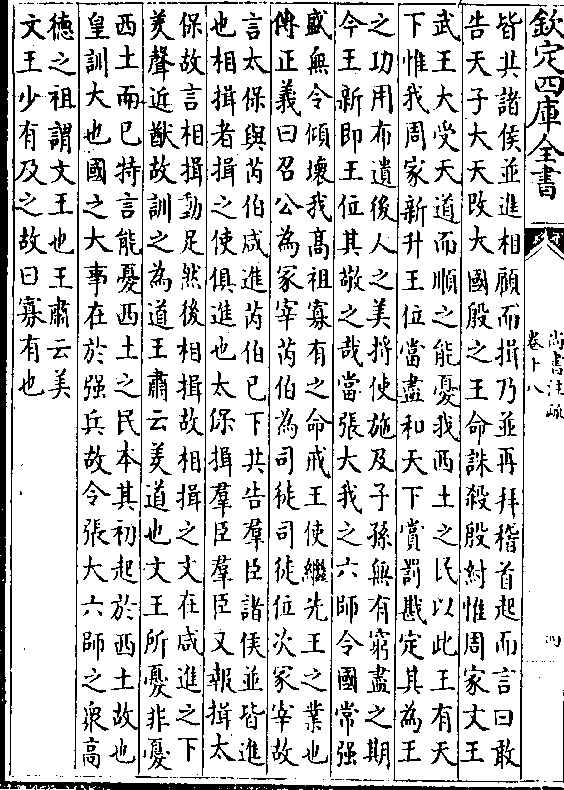 欽定四庫全書
尚書注疏
卷十八
四
皆共諸侯並進相顧而揖乃並再拜稽首起而言曰敢
告天子大天改大國殷之王命誅殺殷紂惟周家文王
武王大受天道而順之能憂我西土之民以此王有天
下惟我周家新升王位當盡和天下賞罰戡定其為王
之功用布遺後人之美將使施及子孫無有窮盡之期
今王新即王位其敬之哉當張大我之六師令國常强
盛無令傾壞我高祖寡有之命戒王使繼先王之業也
傳正義曰召公為冢宰芮伯為司徒司徒位次冢宰故
言太保與芮伯咸進芮伯已下共告羣臣諸侯並皆進
也相揖者揖之使俱進也太保揖羣臣羣臣又報揖太
保故言相揖動足然後相揖故相揖之文在咸進之下
羑聲近猷故訓之為道王肅云羑道也文王所憂非憂
西土而已特言能憂西土之民本其初起於西土故也
皇訓大也國之大事在於强兵故令張大六師之衆高
德之祖謂文王也王肅云美
文王少有及之故曰寡有也